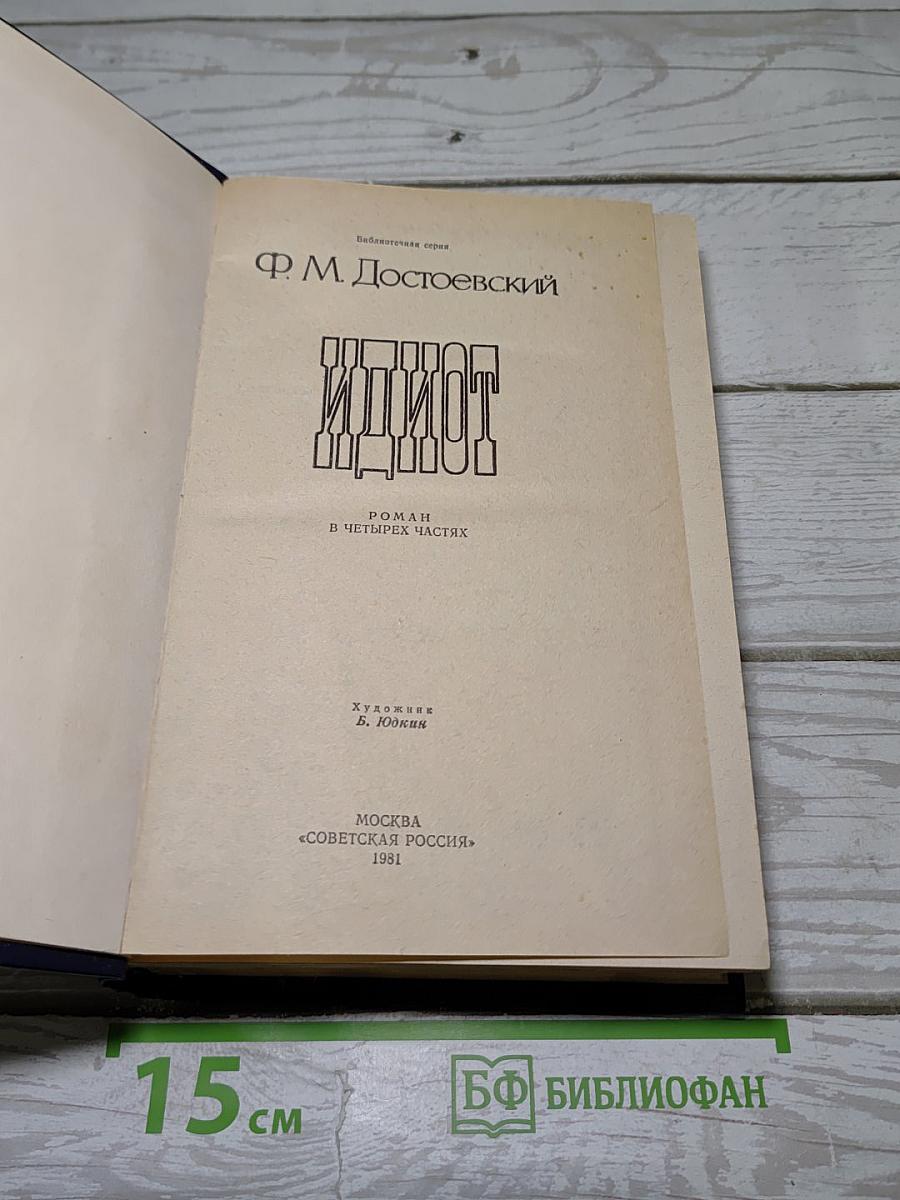 Библиотечная серия
Ф. М. Достоевский
ИДИОТ
РОМАН
В ЧЕТЫРЕХ ЧАСТЯХ
Художник
Б. Юдкин
МОСКВА
«СОВЕТСКАЯ РОССИЯ»
1981
15 см
БФ БИБЛИОФАН